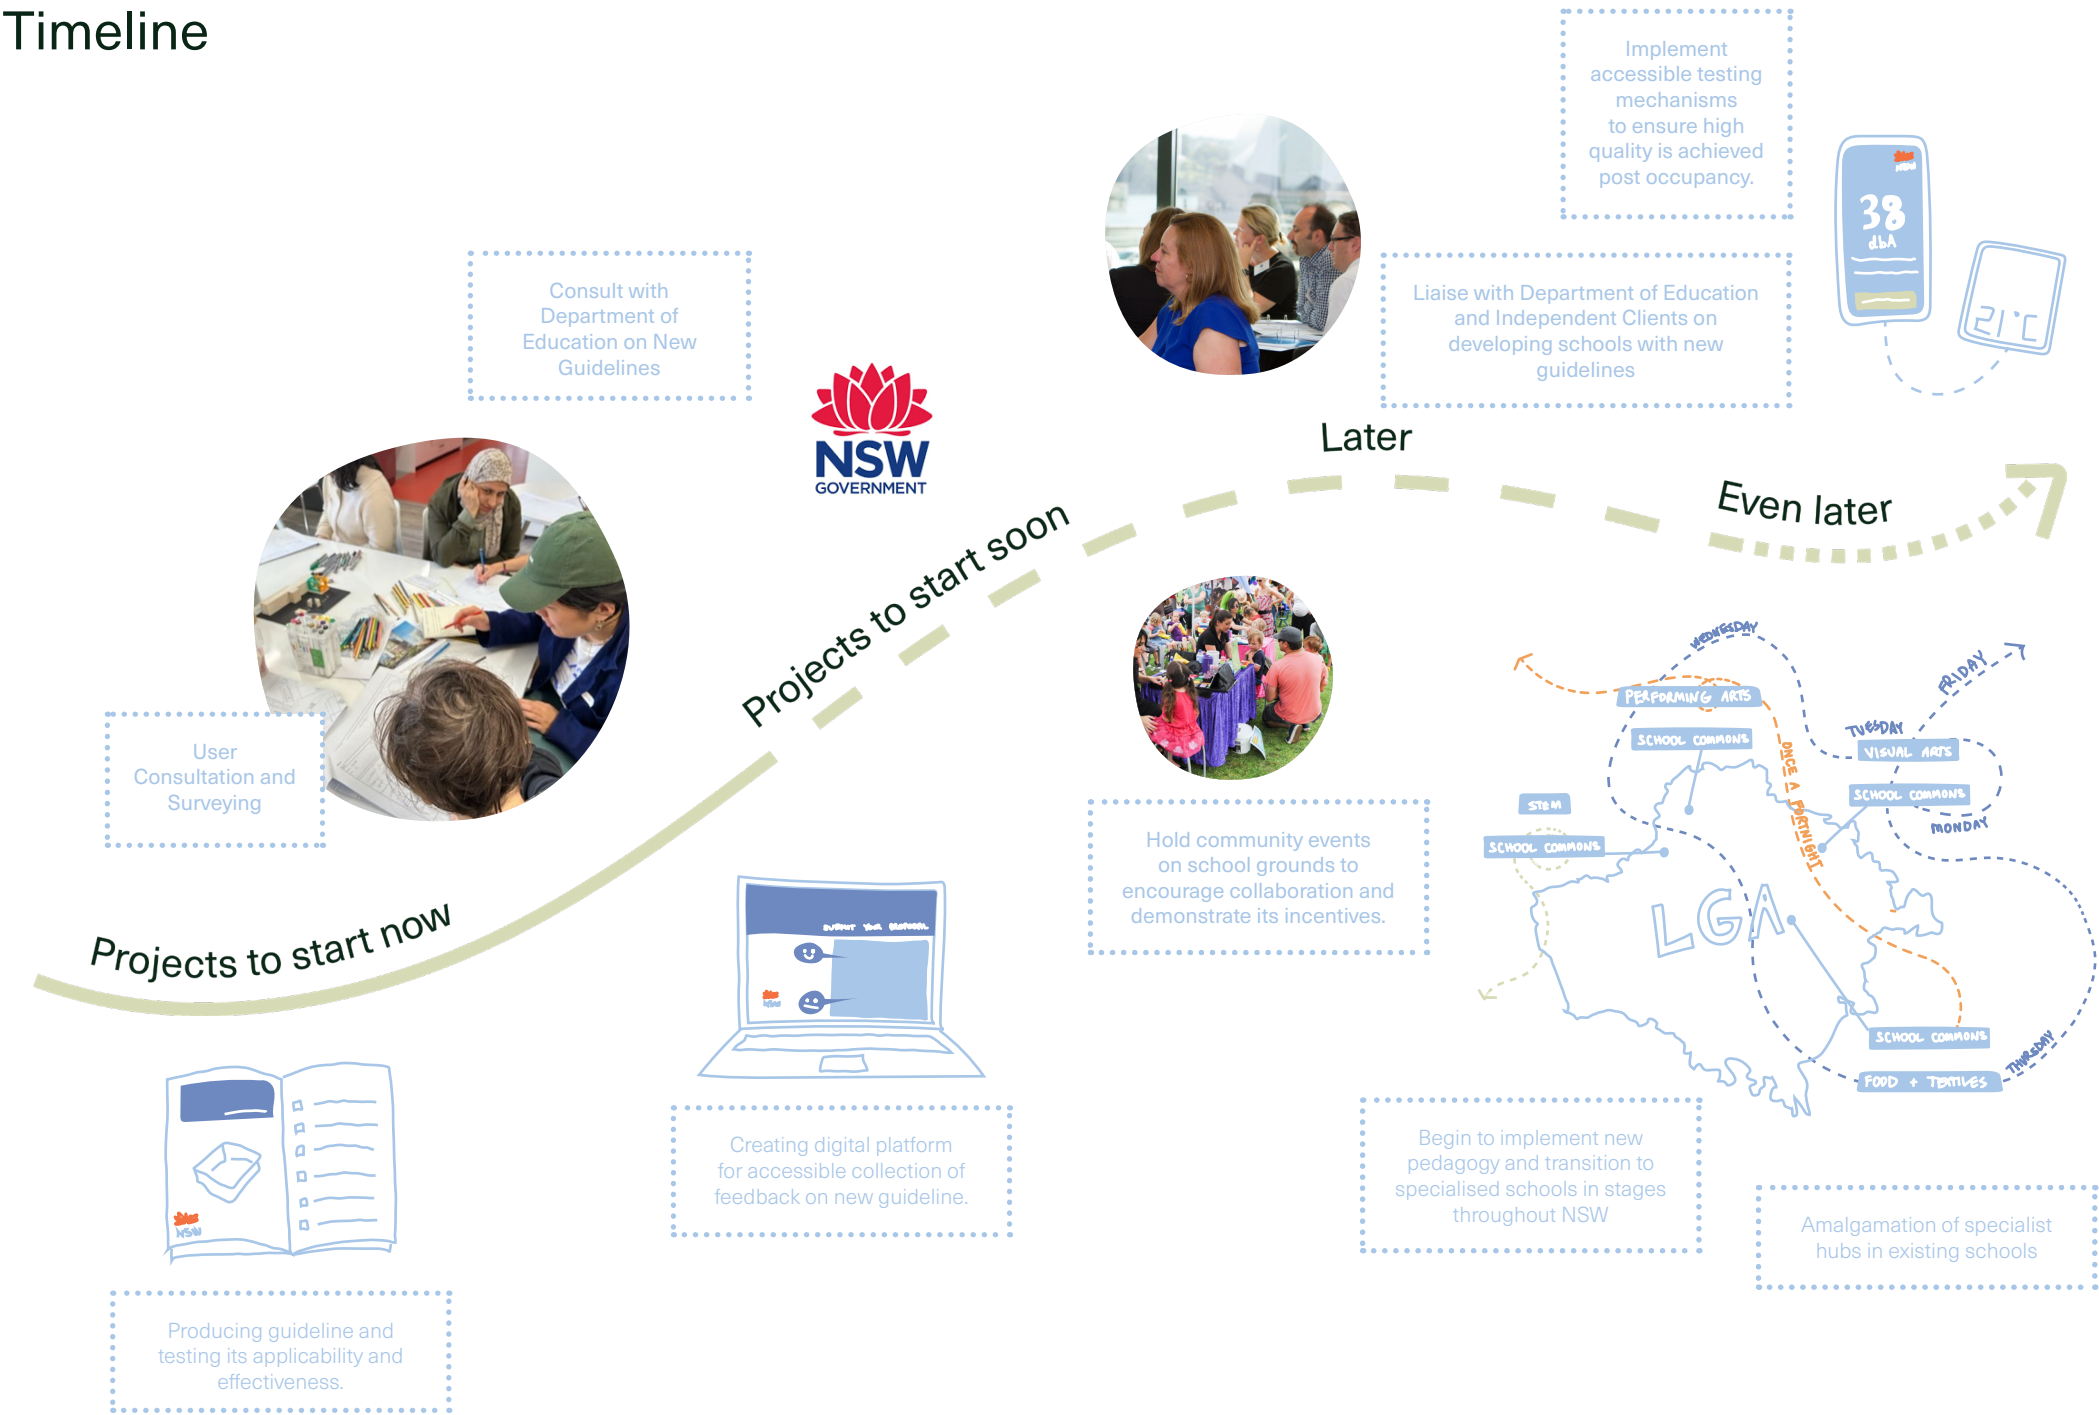 Timeline
Implement
accessible testing
mechanisms
to ensure high
quality is achieved
post occupancy.
NSW
38
dbA
21°C
Consult with
Department of
Education on New
Guidelines
Liaise with Department of Education
and Independent Clients on
developing schools with new
guidelines
NSW
GOVERNMENT
Later
Even later
Projects to start soon
Projects to start now
User
Consultation and
Surveying
Hold community events
on school grounds to
encourage collaboration and
demonstrate its incentives.
WEDNESDAY
FRIDAY
PERFORMING ARTS
SCHOOL COMMONS
TUESDAY
VISUAL ARTS
SCHOOL COMMONS
MONDAY
ONCE A FORTNIGHT
STEM
SCHOOL COMMONS
LGA
SCHOOL COMMONS
THURSDAY
FOOD + TEXTILES
SUBMIT YOUR PROPOSAL
NSW
NSW
Creating digital platform
for accessible collection of
feedback on new guideline.
Begin to implement new
pedagogy and transition to
specialised schools in stages
throughout NSW
Amalgamation of specialist
hubs in existing schools
Producing guideline and
testing its applicability and
effectiveness.